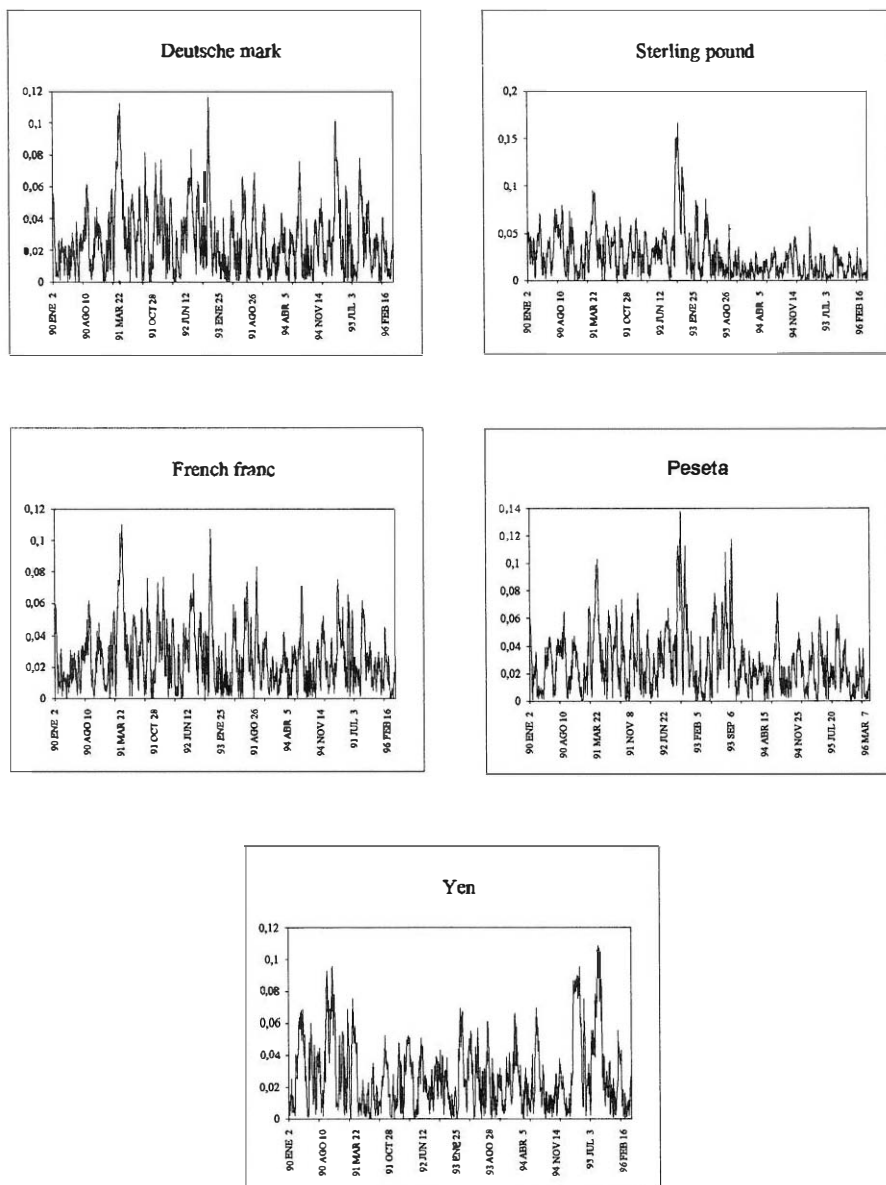 Deutsche mark
0,12
0,1
0,08
0,06
0,04
0,02
0
90 ENE 2
90 AGO 10
91 MAR 22
91 OCT 28
92 JUN 12
93 ENE 25
91 AGO 26
94 ABR 5
94 NOV 14
95 JUL 3
96 FEB 16
Sterling pound
0,2
0,15
0,1
0,05
0
90 ENE 2
90 AGO 10
91 MAR 22
91 OCT 28
92 JUN 12
93 ENE 25
93 AGO 26
94 ABR 5
94 NOV 14
93 JUL 3
96 FEB 16
French franc
0,12
0,1
0,08
0,06
0,04
0,02
0
90 ENE 2
90 AGO 10
91 MAR 22
91 OCT 28
92 JUN 12
93 ENE 25
91 AGO 26
94 ABR 5
94 NOV 14
91 JUL 3
96 FEB 16
Peseta
0,14
0,12
0,1
0,08
0,06
0,04
0,02
0
90 ENE 2
90 AGO 10
91 MAR 22
91 NOV 8
92 JUN 22
93 FEB 5
93 SEP 6
94 ABR 15
94 NOV 25
95 JUL 20
96 MAR 7
Yen
0,12
0,1
0,08
0,06
0,04
0,02
0
90 ENE 2
90 AGO 10
91 MAR 22
91 OCT 28
92 JUN 12
93 ENE 25
93 AGO 28
94 ABR 5
94 NOV 14
95 JUL 3
96 FEB 16